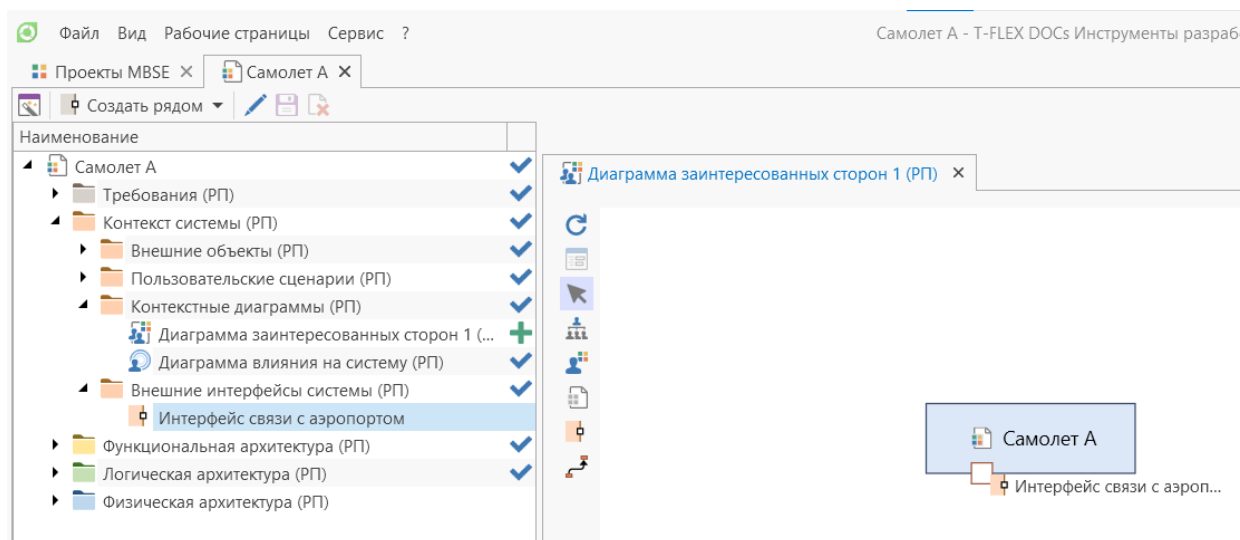 Файл Вид Рабочие страницы Сервис ? Самолет А - T-FLEX DOCs Инструменты разраб
Проекты MBSE Самолет А
Создать рядом
Наименование
Самолет А
Диаграмма заинтересованных сторон 1 (РП)
Требования (РП)
Контекст системы (РП)
Внешние объекты (РП)
Пользовательские сценарии (РП)
Контекстные диаграммы (РП)
Диаграмма заинтересованных сторон 1 (...
Диаграмма влияния на систему (РП)
Внешние интерфейсы системы (РП)
Интерфейс связи с аэропортом
Функциональная архитектура (РП)
Логическая архитектура (РП)
Физическая архитектура (РП)
Самолет А
Интерфейс связи с аэроп...